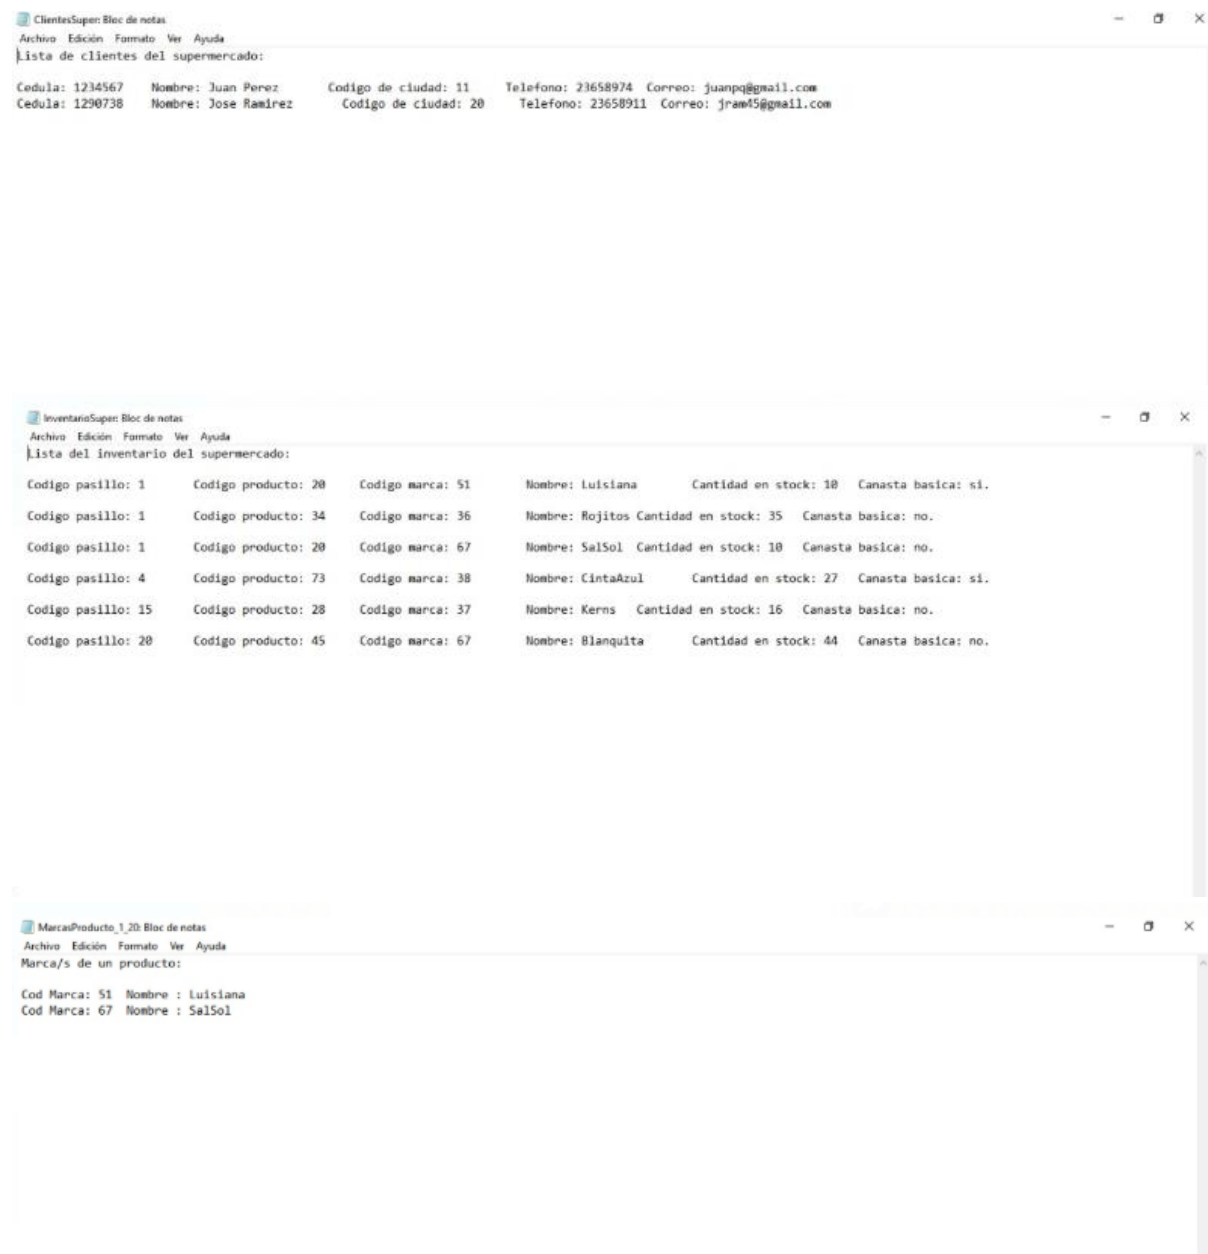 ClientesSuper: Bloc de notas
Archivo Edición Formato Ver Ayuda
Lista de clientes del supermercado:
Cedula: 1234567 Nombre: Juan Perez Codigo de ciudad: 11 Telefono: 23658974 Correo: juanpq@gmail.com
Cedula: 1290738 Nombre: Jose Ramirez Codigo de ciudad: 20 Telefono: 23658911 Correo: jram45@gmail.com
InventarioSuper: Bloc de notas
Archivo Edición Formato Ver Ayuda
Lista del inventario del supermercado:
Codigo pasillo: 1 Codigo producto: 20 Codigo marca: 51 Nombre: Luisiana Cantidad en stock: 10 Canasta basica: si.
Codigo pasillo: 1 Codigo producto: 34 Codigo marca: 36 Nombre: Rojitos Cantidad en stock: 35 Canasta basica: no.
Codigo pasillo: 1 Codigo producto: 20 Codigo marca: 67 Nombre: SalSol Cantidad en stock: 10 Canasta basica: no.
Codigo pasillo: 4 Codigo producto: 73 Codigo marca: 38 Nombre: CintaAzul Cantidad en stock: 27 Canasta basica: si.
Codigo pasillo: 15 Codigo producto: 28 Codigo marca: 37 Nombre: Kerns Cantidad en stock: 16 Canasta basica: no.
Codigo pasillo: 20 Codigo producto: 45 Codigo marca: 67 Nombre: Blanquita Cantidad en stock: 44 Canasta basica: no.
MarcasProducto_1_20: Bloc de notas
Archivo Edición Formato Ver Ayuda
Marca/s de un producto:
Cod Marca: 51 Nombre : Luisiana
Cod Marca: 67 Nombre : SalSol